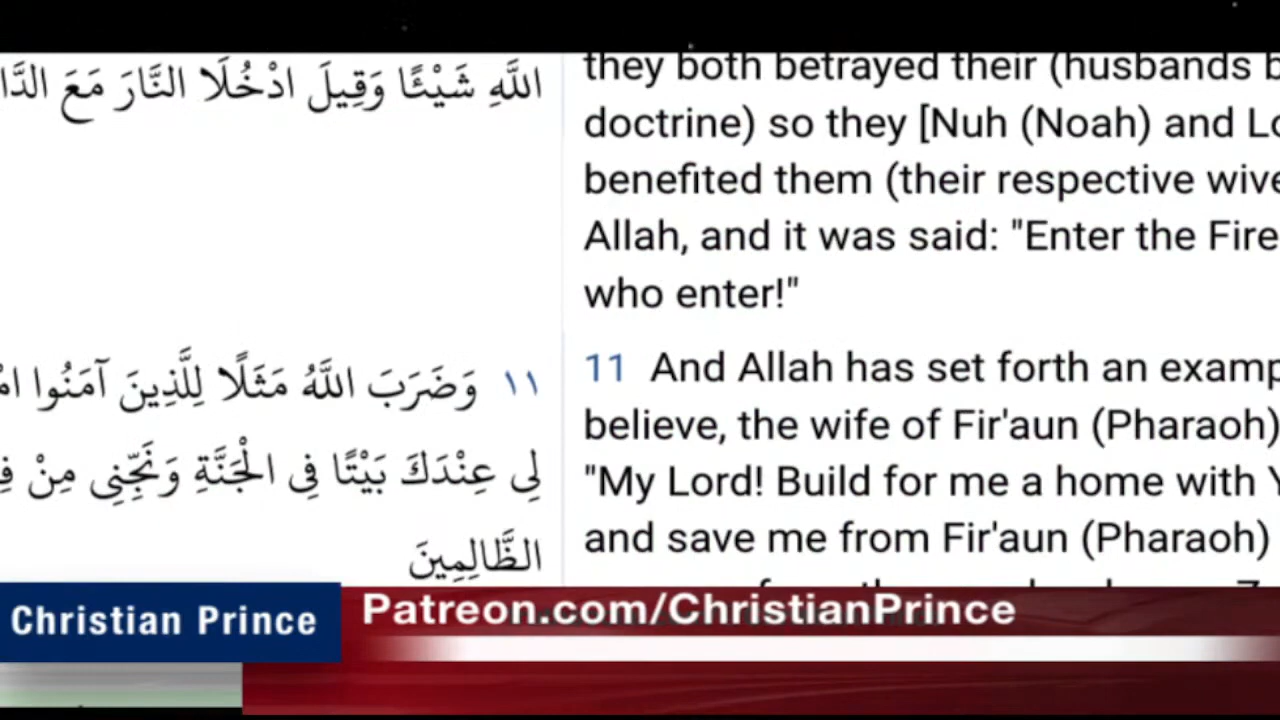 اللَّهِ شَيْئًا وَقِيلَ ادْخُلَا النَّارَ مَعَ
وَضَرَبَ اللَّهُ مَثَلًا لِلَّذِينَ آمَنُوا ١١
لِي عِنْدَكَ بَيْتًا فِي الْجَنَّةِ وَنَجِّنِي مِنْ
الظَّالِمِينَ
they both betrayed their (husbands
doctrine) so they [Nuh (Noah) and
benefited them (their respective
Allah, and it was said: "Enter the Fire
who enter!"
11 And Allah has set forth an
believe, the wife of Fir'aun (Pharaoh)
"My Lord! Build for me a home with
and save me from Fir'aun (Pharaoh)
Christian Prince
Patreon.com/ChristianPrince